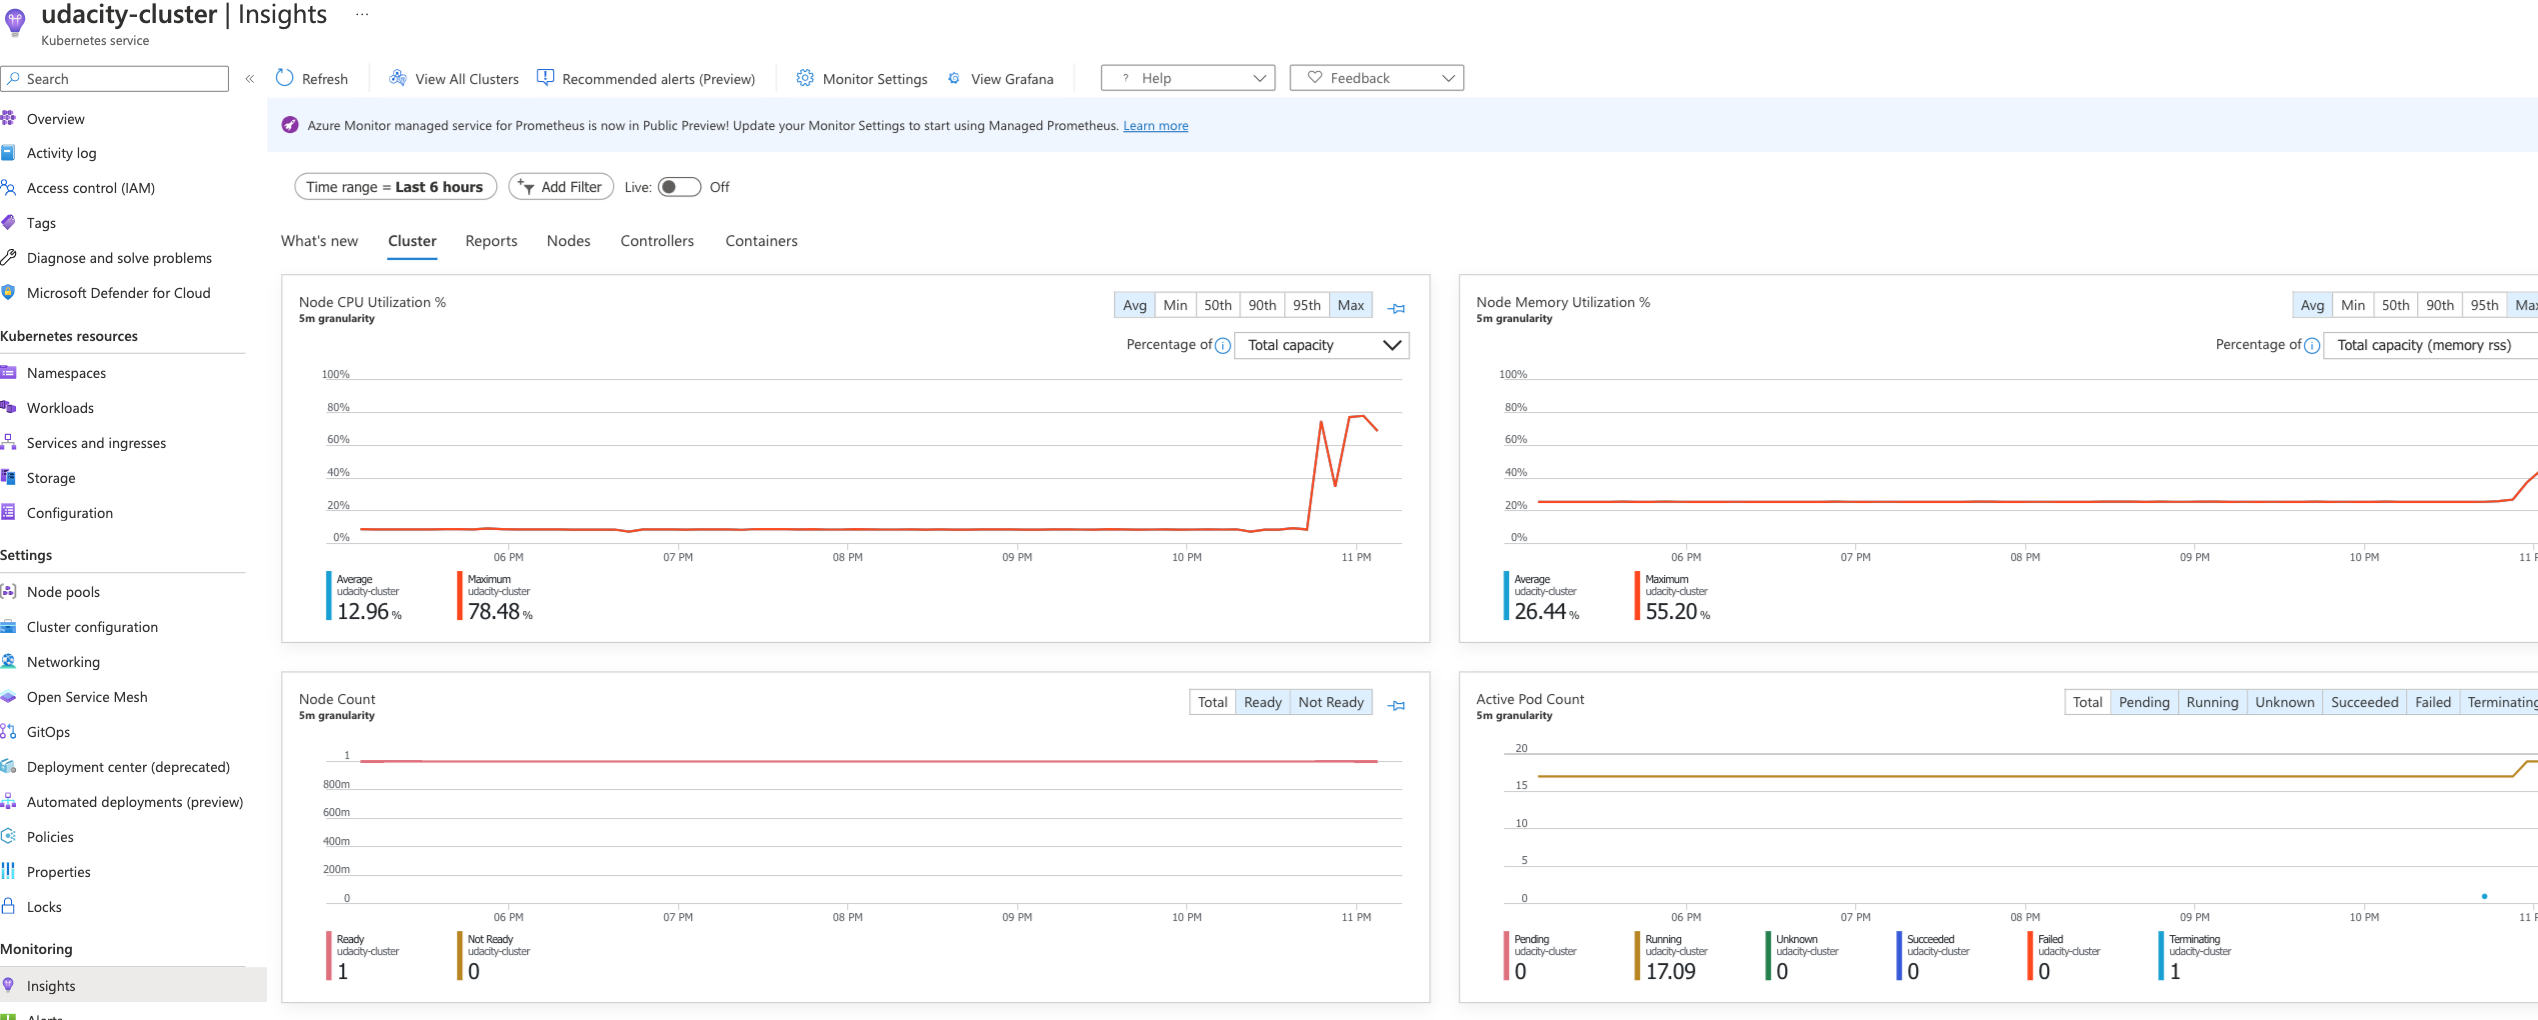 udacity-cluster | Insights ...
Kubernetes service
Search
«
Refresh
View All Clusters
Recommended alerts (Preview)
Monitor Settings
View Grafana
? Help
Feedback
Azure Monitor managed service for Prometheus is now in Public Preview! Update your Monitor Settings to start using Managed Prometheus. Learn more
Overview
Activity log
Access control (IAM)
Tags
Diagnose and solve problems
Microsoft Defender for Cloud
Kubernetes resources
Namespaces
Workloads
Services and ingresses
Storage
Configuration
Settings
Node pools
Cluster configuration
Networking
Open Service Mesh
GitOps
Deployment center (deprecated)
Automated deployments (preview)
Policies
Properties
Locks
Monitoring
Insights
Alerts
Time range = Last 6 hours
Add Filter
Live: Off
What's new Cluster Reports Nodes Controllers Containers
Node CPU Utilization %
5m granularity
Avg Min 50th 90th 95th Max
Percentage of Total capacity
100%
80%
60%
40%
20%
0%
06 PM 07 PM 08 PM 09 PM 10 PM 11 PM
Average
udacity-cluster
12.96 %
Maximum
udacity-cluster
78.48 %
Node Memory Utilization %
5m granularity
Avg Min 50th 90th 95th Max
Percentage of Total capacity (memory rss)
100%
80%
60%
40%
20%
0%
06 PM 07 PM 08 PM 09 PM 10 PM 11 P
Average
udacity-cluster
26.44 %
Maximum
udacity-cluster
55.20 %
Node Count
5m granularity
Total Ready Not Ready
1
800m
600m
400m
200m
0
06 PM 07 PM 08 PM 09 PM 10 PM 11 PM
Ready
udacity-cluster
1
Not Ready
udacity-cluster
0
Active Pod Count
5m granularity
Total Pending Running Unknown Succeeded Failed Terminating
20
15
10
5
0
06 PM 07 PM 08 PM 09 PM 10 PM 11 P
Pending
udacity-cluster
0
Running
udacity-cluster
17.09
Unknown
udacity-cluster
0
Succeeded
udacity-cluster
0
Failed
udacity-cluster
0
Terminating
udacity-cluster
1